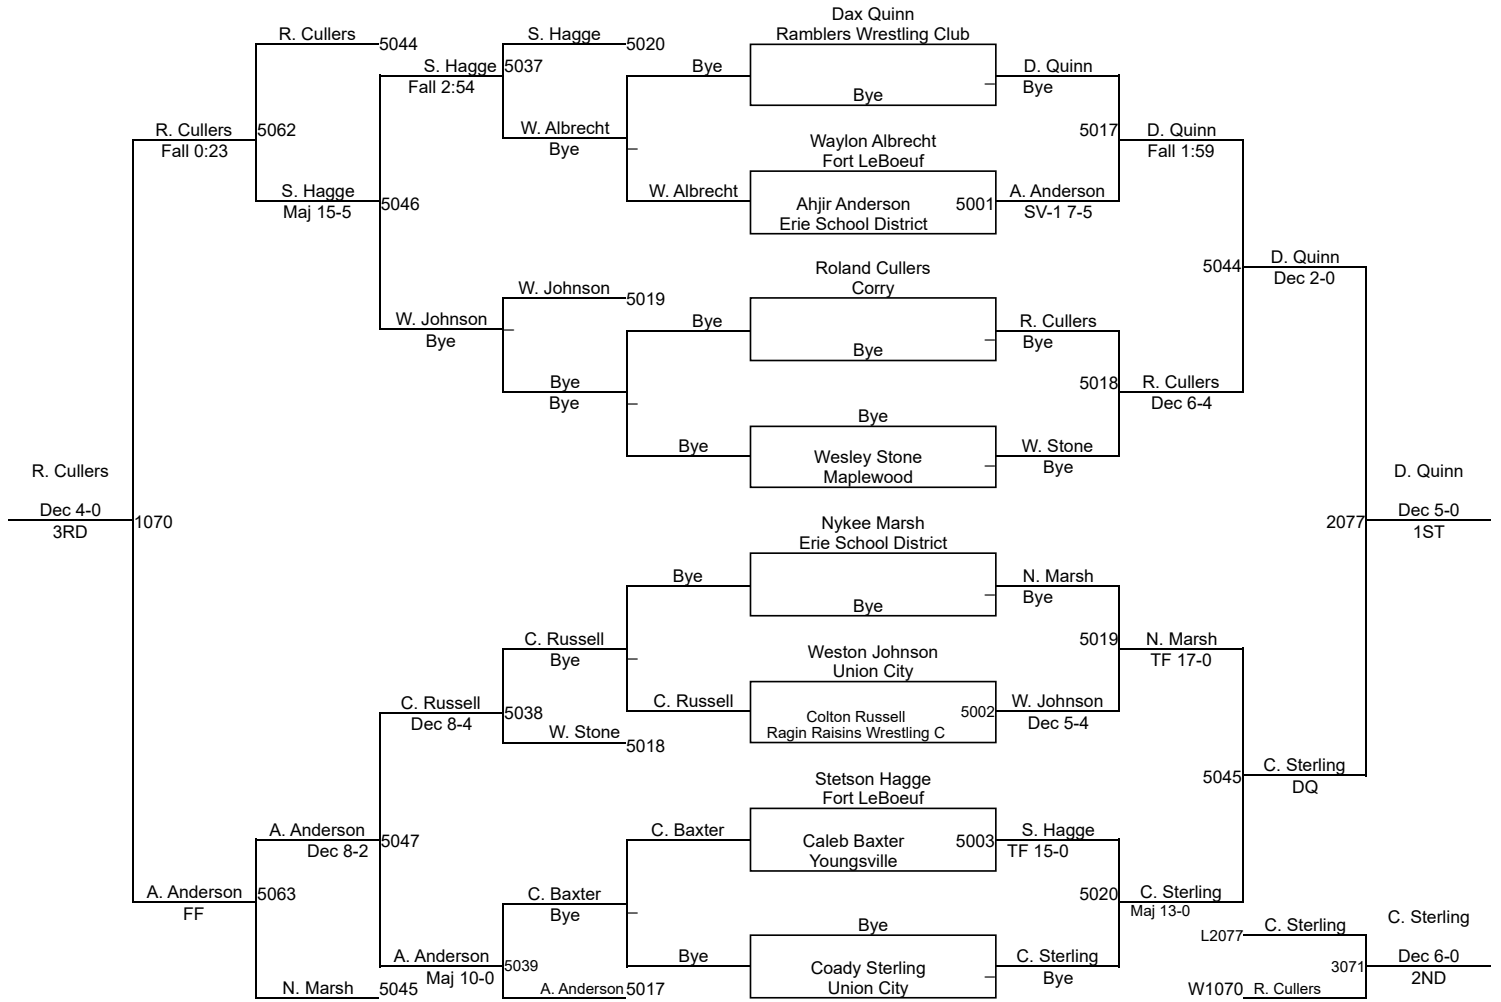 Dax Quinn
Ramblers Wrestling Club
R. Cullers
5044
S. Hagge
5020
S. Hagge
5037
Fall 2:54
Bye
Bye
D. Quinn
Bye
R. Cullers
5062
Fall 0:23
W. Albrecht
Bye
Waylon Albrecht
Fort LeBoeuf
5017
D. Quinn
Fall 1:59
S. Hagge
5046
Maj 15-5
W. Albrecht
Ahjir Anderson
5001
Erie School District
A. Anderson
SV-1 7-5
Roland Cullers
Corry
5044
D. Quinn
Dec 2-0
W. Johnson
5019
W. Johnson
Bye
Bye
Bye
R. Cullers
Bye
Bye
Bye
5018
R. Cullers
Dec 6-4
Bye
Bye
Wesley Stone
Maplewood
W. Stone
Bye
R. Cullers
Dec 4-0
3RD
1070
D. Quinn
2077
Dec 5-0
1ST
Nykee Marsh
Erie School District
Bye
Bye
N. Marsh
Bye
C. Russell
Bye
Weston Johnson
Union City
5019
N. Marsh
TF 17-0
C. Russell
5038
Dec 8-4
C. Russell
Colton Russell
5002
Ragin Raisins Wrestling C
W. Johnson
Dec 5-4
W. Stone
5018
Stetson Hagge
Fort LeBoeuf
5045
C. Sterling
DQ
A. Anderson
5047
Dec 8-2
C. Baxter
Caleb Baxter
5003
Youngsville
S. Hagge
TF 15-0
A. Anderson
5063
FF
C. Baxter
Bye
Bye
5020
C. Sterling
Maj 13-0
A. Anderson
5039
Maj 10-0
Bye
Coady Sterling
Union City
C. Sterling
Bye
N. Marsh
5045
A. Anderson
5017
L2077
C. Sterling
C. Sterling
3071
Dec 6-0
2ND
W1070
R. Cullers